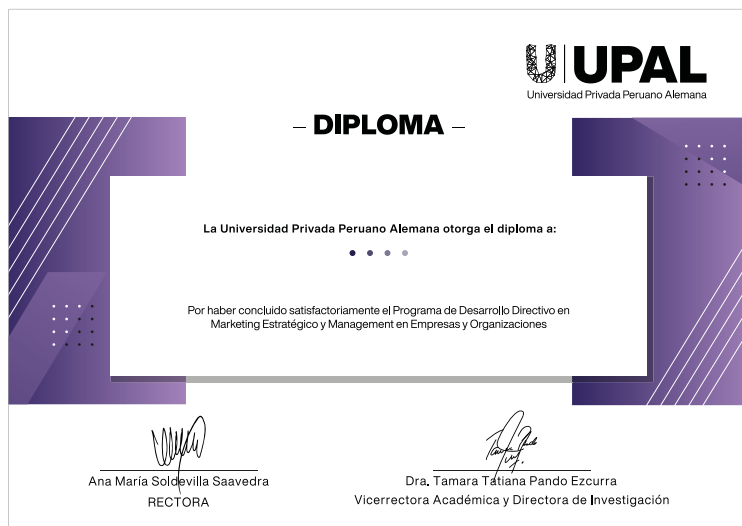 UPAL
Universidad Privada Peruano Alemana
– DIPLOMA –
La Universidad Privada Peruano Alemana otorga el diploma a:
Por haber concluido satisfactoriamente el Programa de Desarrollo Directivo en
Marketing Estratégico y Management en Empresas y Organizaciones
Ana María Soldevilla Saavedra
RECTORA
Dra. Tamara Tatiana Pando Ezcurra
Vicerrectora Académica y Directora de Investigación